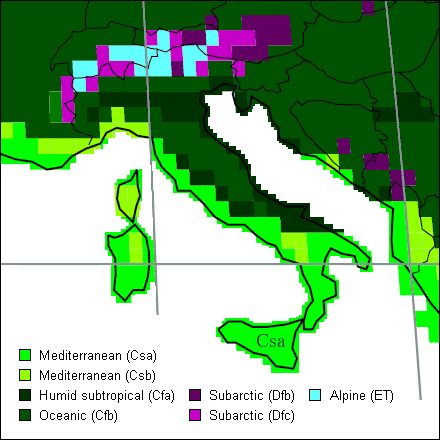 Csa
Mediterranean (Csa)
Mediterranean (Csb)
Humid subtropical (Cfa)
Subarctic (Dfb)
Alpine (ET)
Oceanic (Cfb)
Subarctic (Dfc)